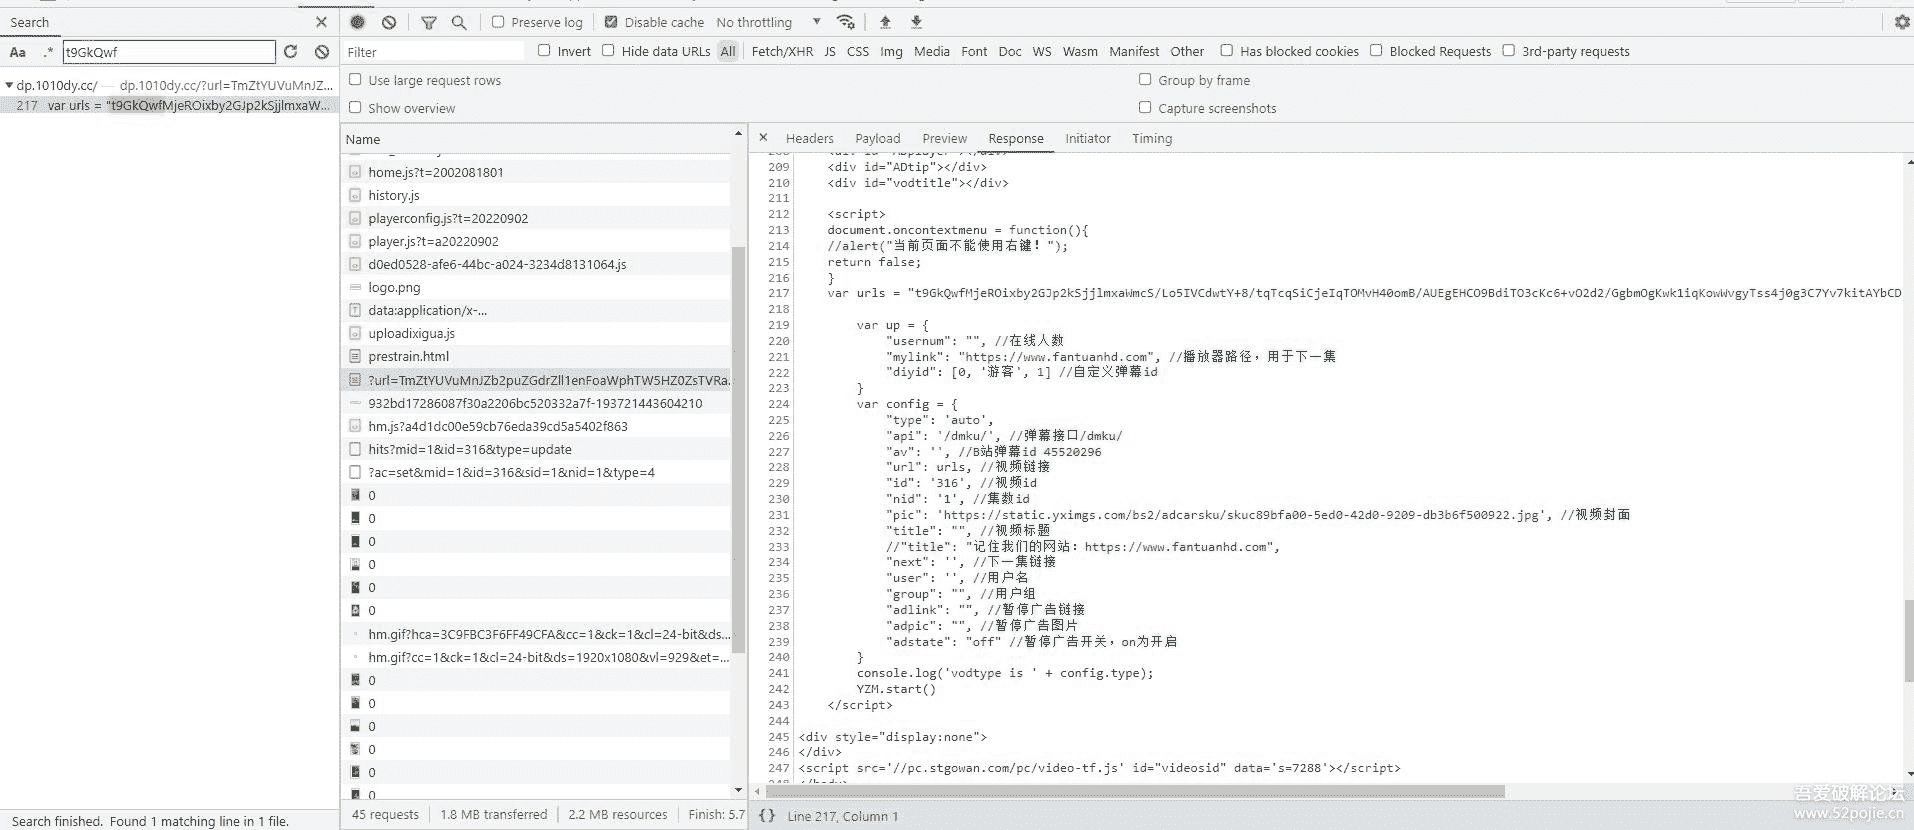 Search
Preserve log
Disable cache
No throttling
Aa
.*
t9GkQwf
Filter
Invert
Hide data URLs
All
Fetch/XHR
JS
CSS
Img
Media
Font
Doc
WS
Wasm
Manifest
Other
Has blocked cookies
Blocked Requests
3rd-party requests
dp.1010dy.cc/ — dp.1010dy.cc/?url=TmZtYUVuMnJZ...
217 var urls = "t9GkQwfMjeROixby2GJp2kSjjlmxaW...
Use large request rows
Group by frame
Show overview
Capture screenshots
Name
home.js?t=2002081801
history.js
playerconfig.js?t=20220902
player.js?t=a20220902
d0ed0528-afe6-44bc-a024-3234d8131064.js
logo.png
data:application/x-...
uploadixigua.js
prestrain.html
?url=TmZtYUVuMnJZb2puZGdrZll1enFoaWphTW5HZ0ZsTVRa...
932bd17286087f30a2206bc520332a7f-193721443604210
hm.js?a4d1dc00e59cb76eda39cd5a5402f863
hits?mid=1&id=316&type=update
?ac=set&mid=1&id=316&sid=1&nid=1&type=4
0
0
0
0
0
0
hm.gif?hca=3C9FBC3F6FF49CFA&cc=1&ck=1&cl=24-bit&ds...
hm.gif?cc=1&ck=1&cl=24-bit&ds=1920x1080&vl=929&et=...
0
0
0
0
0
0
Headers
Payload
Preview
Response
Initiator
Timing
209 <div id="ADtip"></div>
210 <div id="vodtitle"></div>
211
212 <script>
213 document.oncontextmenu = function(){
214 //alert("当前页面不能使用右键！");
215 return false;
216 }
217 var urls = "t9GkQwfMjeROixby2GJp2kSjjlmxaWmcS/Lo5IVCdwtY+8/tqTcqSiCjeIqTOMvH40omB/AUEgEHCO9BdiTO3cKc6+vO2d2/GgbmOgKwk1iqKowWvgyTss4j0g3C7Yv7kitAYbCD
218
219 var up = {
220 "usernum": "", //在线人数
221 "mylink": "https://www.fantuanhd.com", //播放器路径，用于下一集
222 "diyid": [0, '游客', 1] //自定义弹幕id
223 }
224 var config = {
225 "type": 'auto',
226 "api": '/dmku/', //弹幕接口/dmku/
227 "av": '', //B站弹幕id 45520296
228 "url": urls, //视频链接
229 "id": '316', //视频id
230 "nid": '1', //集数id
231 "pic": 'https://static.yximgs.com/bs2/adcarsku/skuc89bfa00-5ed0-42d0-9209-db3b6f500922.jpg', //视频封面
232 "title": "", //视频标题
233 //"title": "记住我们的网站：https://www.fantuanhd.com",
234 "next": '', //下一集链接
235 "user": '', //用户名
236 "group": "", //用户组
237 "adlink": "", //暂停广告链接
238 "adpic": "", //暂停广告图片
239 "adstate": "off" //暂停广告开关，on为开启
240 }
241 console.log('vodtype is ' + config.type);
242 YZM.start()
243 </script>
244
245 <div style="display:none">
246 </div>
247 <script src='//pc.stgowan.com/pc/video-tf.js' id="videosid" data='s=7288'></script>
Search finished. Found 1 matching line in 1 file.
45 requests
1.8 MB transferred
2.2 MB resources
Finish: 5.7
{} Line 217, Column 1
吾爱破解论坛
www.52pojie.cn